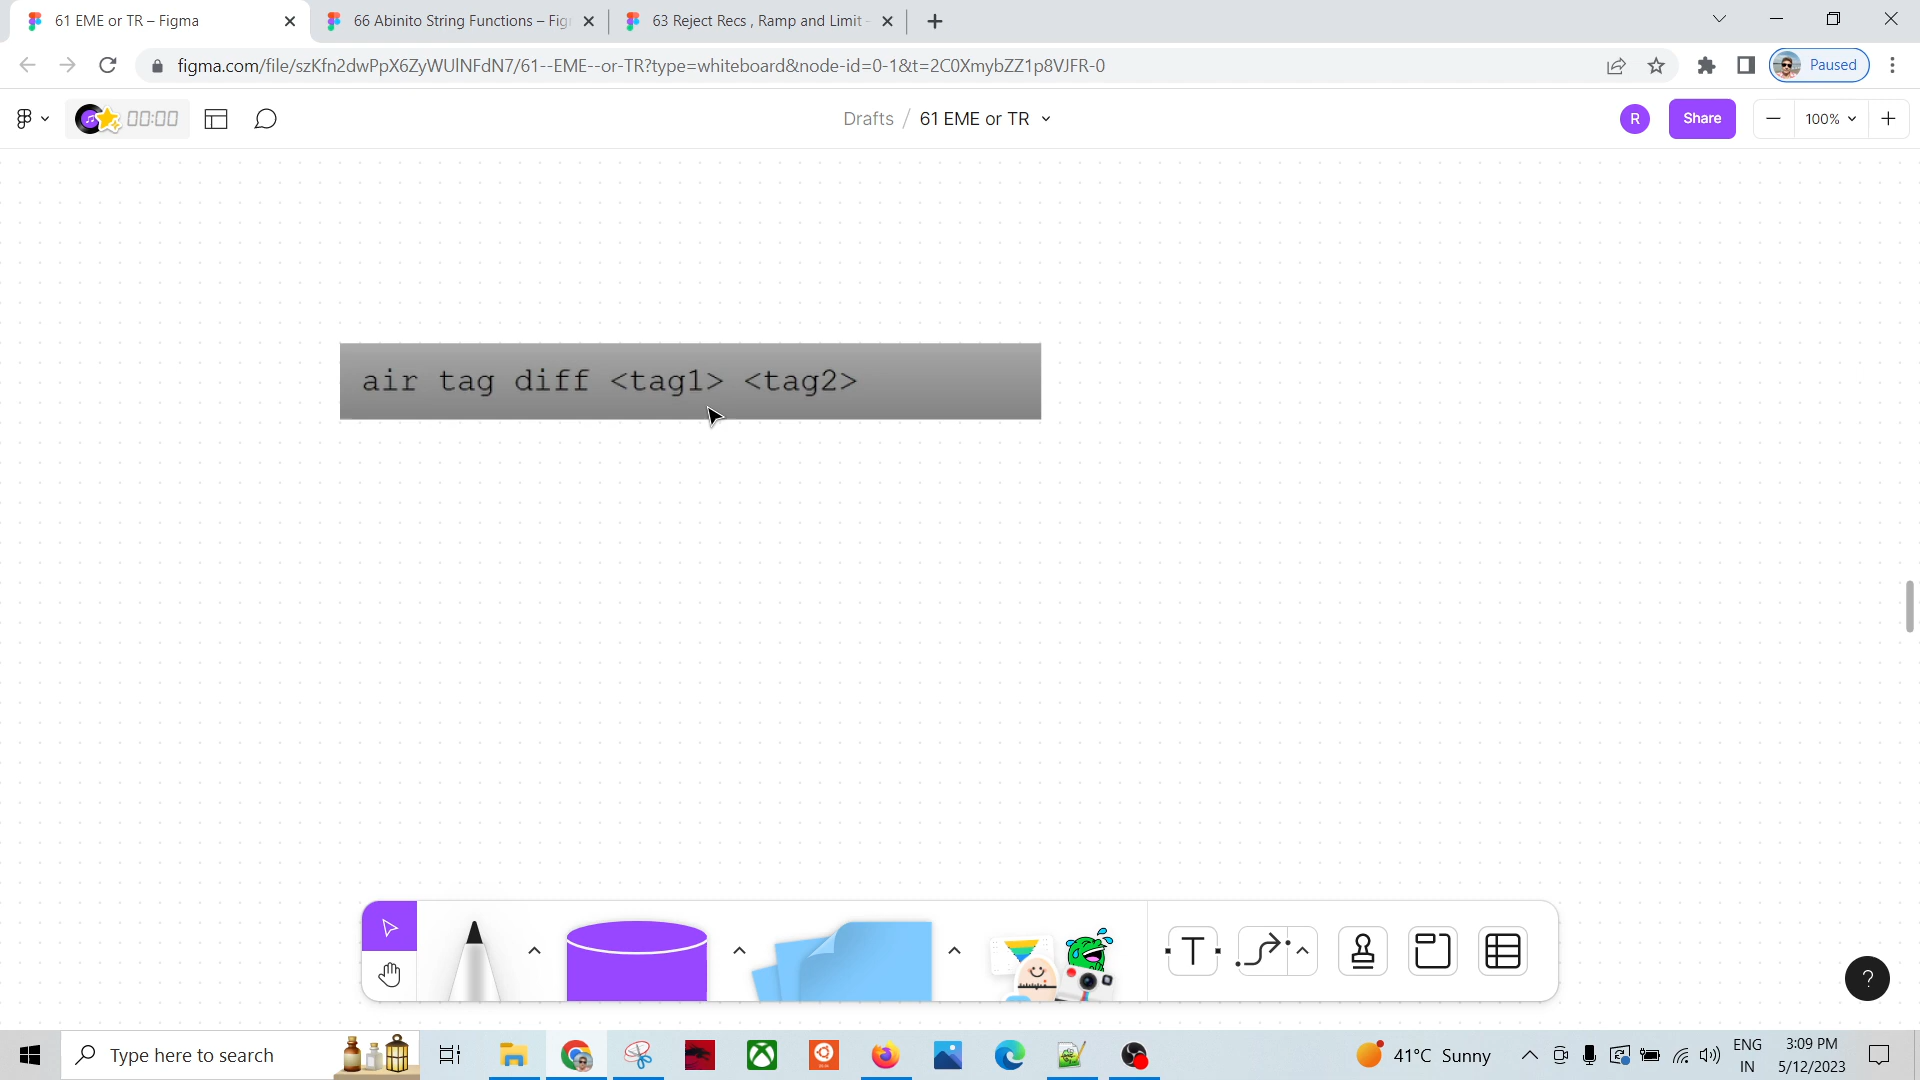 61 EME or TR – Figma
66 Abinito String Functions – Fig
63 Reject Recs , Ramp and Limit -
figma.com/file/szKfn2dwPpX6ZyWUlNFdN7/61--EME--or-TR?type=whiteboard&node-id=0-1&t=2C0XmybZZ1p8VJFR-0
Paused
00:00
Drafts / 61 EME or TR
R
Share
100%
air tag diff <tag1> <tag2>
T
?
Type here to search
41°C Sunny
ENG
IN
3:09 PM
5/12/2023